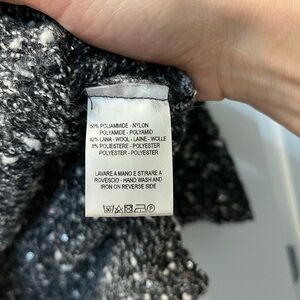 50% POLIAMMIDE - NYLON
POLYAMIDE - POLYAMID
42% LANA - WOOL - LAINE - WOLLE
8% POLIESTERE - POLYESTER
POLYESTER - POLYESTER
LAVARE A MANO E STIRARE A
ROVESCIO - HAND WASH AND
IRON ON REVERSE SIDE